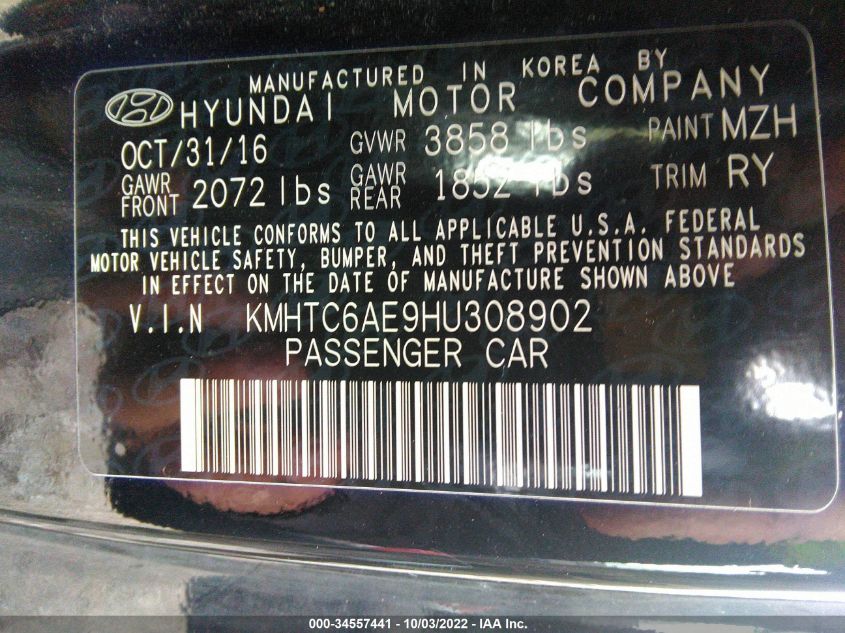 MANUFACTURED IN KOREA BY
HYUNDAI MOTOR COMPANY
OCT/31/16 GVWR 3858 lbs PAINT MZH
GAWR FRONT 2072 lbs GAWR REAR 1852 lbs TRIM RY
THIS VEHICLE CONFORMS TO ALL APPLICABLE U.S.A. FEDERAL
MOTOR VEHICLE SAFETY, BUMPER, AND THEFT PREVENTION STANDARDS
IN EFFECT ON THE DATE OF MANUFACTURE SHOWN ABOVE
V.I.N KMHTC6AE9HU308902
PASSENGER CAR
000-34557441 - 10/03/2022 - IAA Inc.